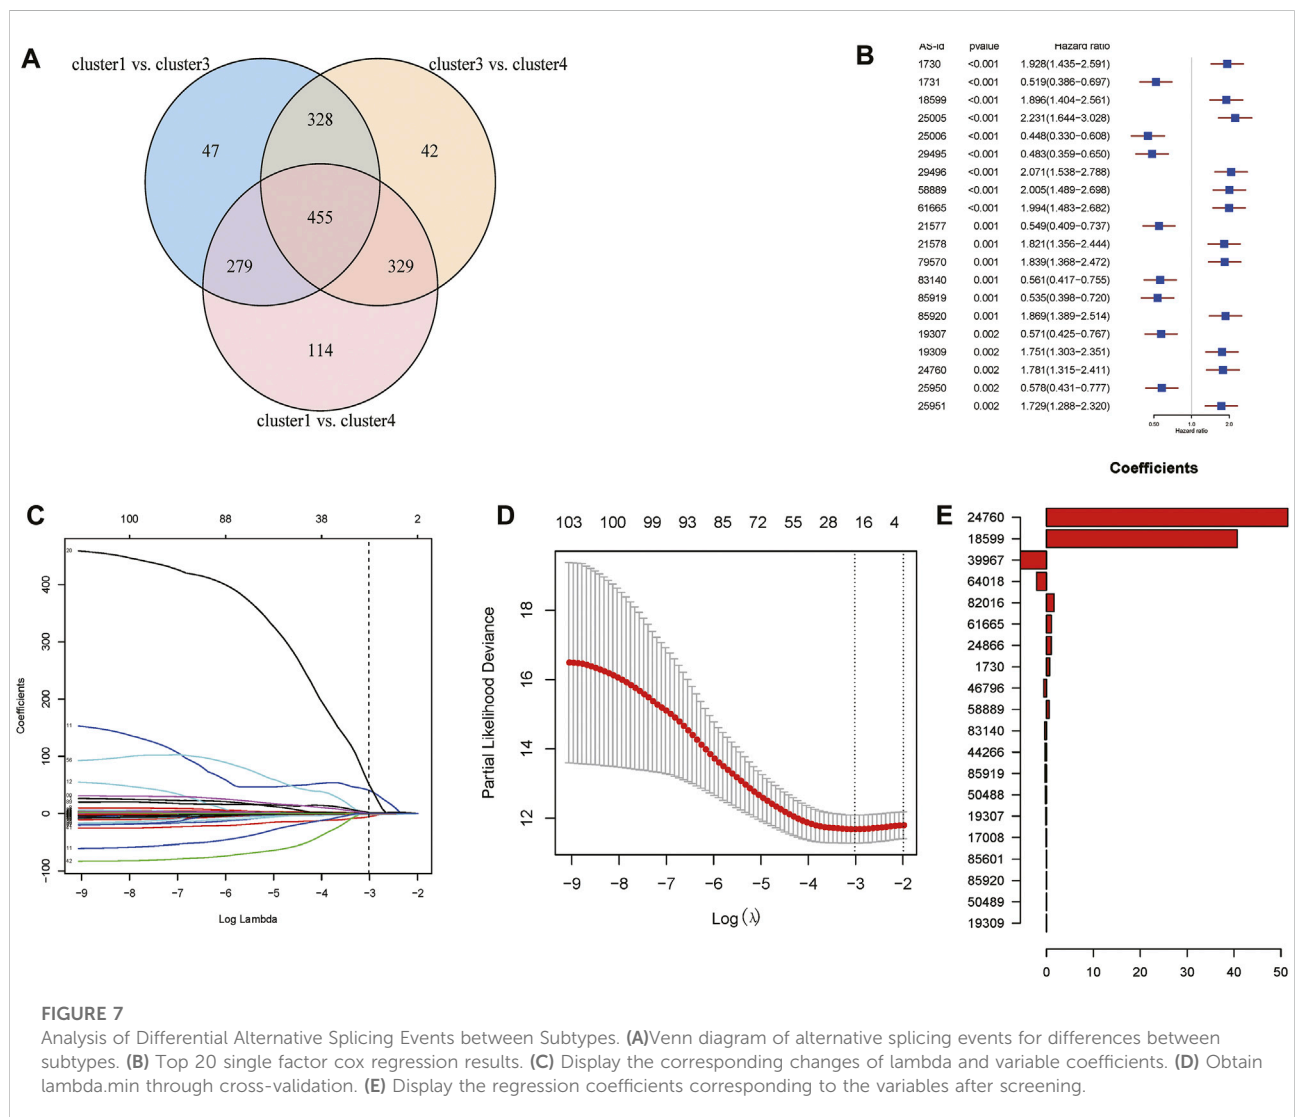 A
cluster1 vs. cluster3
cluster3 vs. cluster4
328
47
42
455
279
329
114
cluster1 vs. cluster4
B
AS-id pvalue Hazard ratio
1730 <0.001 1.928(1.435−2.591)
1731 <0.001 0.519(0.386−0.697)
18599 <0.001 1.896(1.404−2.561)
25005 <0.001 2.231(1.644−3.028)
25006 <0.001 0.448(0.330−0.608)
29495 <0.001 0.483(0.359−0.650)
29496 <0.001 2.071(1.538−2.788)
58889 <0.001 2.005(1.489−2.698)
61665 <0.001 1.994(1.483−2.682)
21577 0.001 0.549(0.409−0.737)
21578 0.001 1.821(1.356−2.444)
79570 0.001 1.839(1.368−2.472)
83140 0.001 0.561(0.417−0.755)
85919 0.001 0.535(0.398−0.720)
85920 0.001 1.869(1.389−2.514)
19307 0.002 0.571(0.425−0.767)
19309 0.002 1.751(1.303−2.351)
24760 0.002 1.781(1.315−2.411)
25950 0.002 0.578(0.431−0.777)
25951 0.002 1.729(1.288−2.320)
0.50 1.0 2.0
Hazard ratio
C
100 88 38 2
Coefficients
400
300
200
100
0
−100
20
11
56
12
11
42
−9 −8 −7 −6 −5 −4 −3 −2
Log Lambda
D
103 100 99 93 85 72 55 28 16 4
Partial Likelihood Deviance
18
16
14
12
−9 −8 −7 −6 −5 −4 −3 −2
Log (λ)
Coefficients
E
24760
18599
39967
64018
82016
61665
24866
1730
46796
58889
83140
44266
85919
50488
19307
17008
85601
85920
50489
19309
0 10 20 30 40 50
FIGURE 7
Analysis of Differential Alternative Splicing Events between Subtypes. (A)Venn diagram of alternative splicing events for differences between
subtypes. (B) Top 20 single factor cox regression results. (C) Display the corresponding changes of lambda and variable coefficients. (D) Obtain
lambda.min through cross-validation. (E) Display the regression coefficients corresponding to the variables after screening.